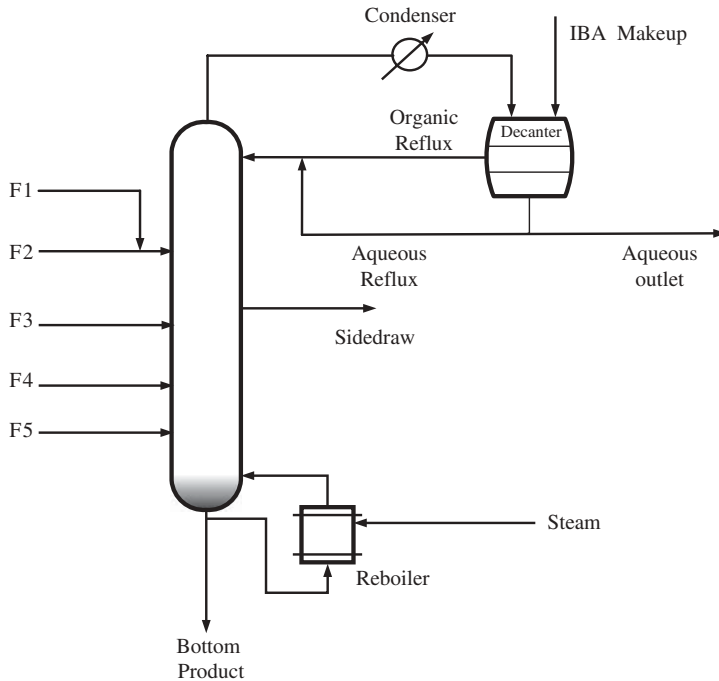 Condenser
IBA Makeup
Organic
Reflux
Decanter
F1
F2
Aqueous
Reflux
Aqueous
outlet
F3
Sidedraw
F4
F5
Steam
Reboiler
Bottom
Product